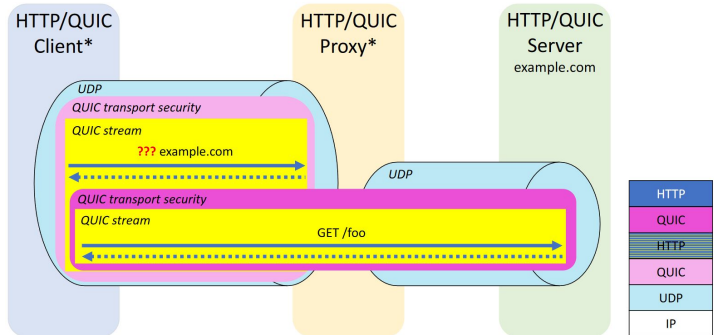 HTTP/QUIC
Client*
HTTP/QUIC
Proxy*
HTTP/QUIC
Server
example.com
UDP
QUIC transport security
QUIC stream
??? example.com
UDP
QUIC transport security
QUIC stream
GET /foo
HTTP
QUIC
HTTP
QUIC
UDP
IP